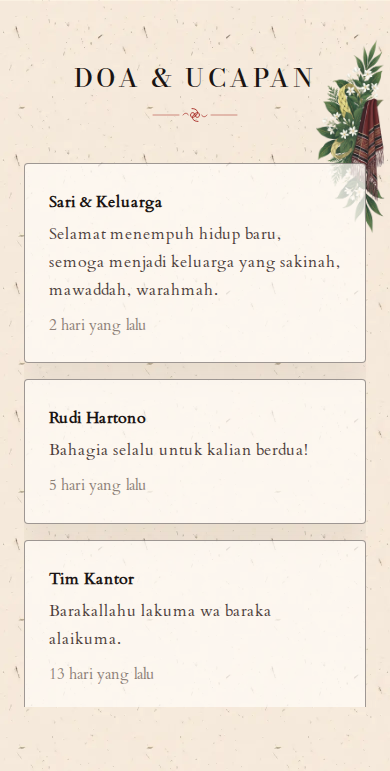 DOA & UCAPAN
Sari & Keluarga
Selamat menempuh hidup baru,
semoga menjadi keluarga yang sakinah,
mawaddah, warahmah.
2 hari yang lalu
Rudi Hartono
Bahagia selalu untuk kalian berdua!
5 hari yang lalu
Tim Kantor
Barakallahu lakuma wa baraka
alaikuma.
13 hari yang lalu